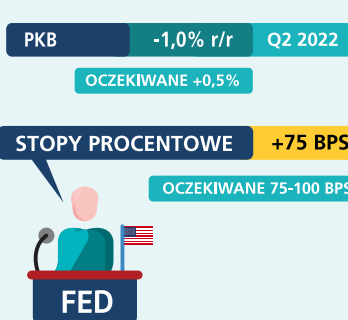 PKB -1,0% r/r Q2 2022
OCZEKIWANE +0,5%
STOPY PROCENTOWE +75 BPS
OCZEKIWANE 75-100 BPS
FED